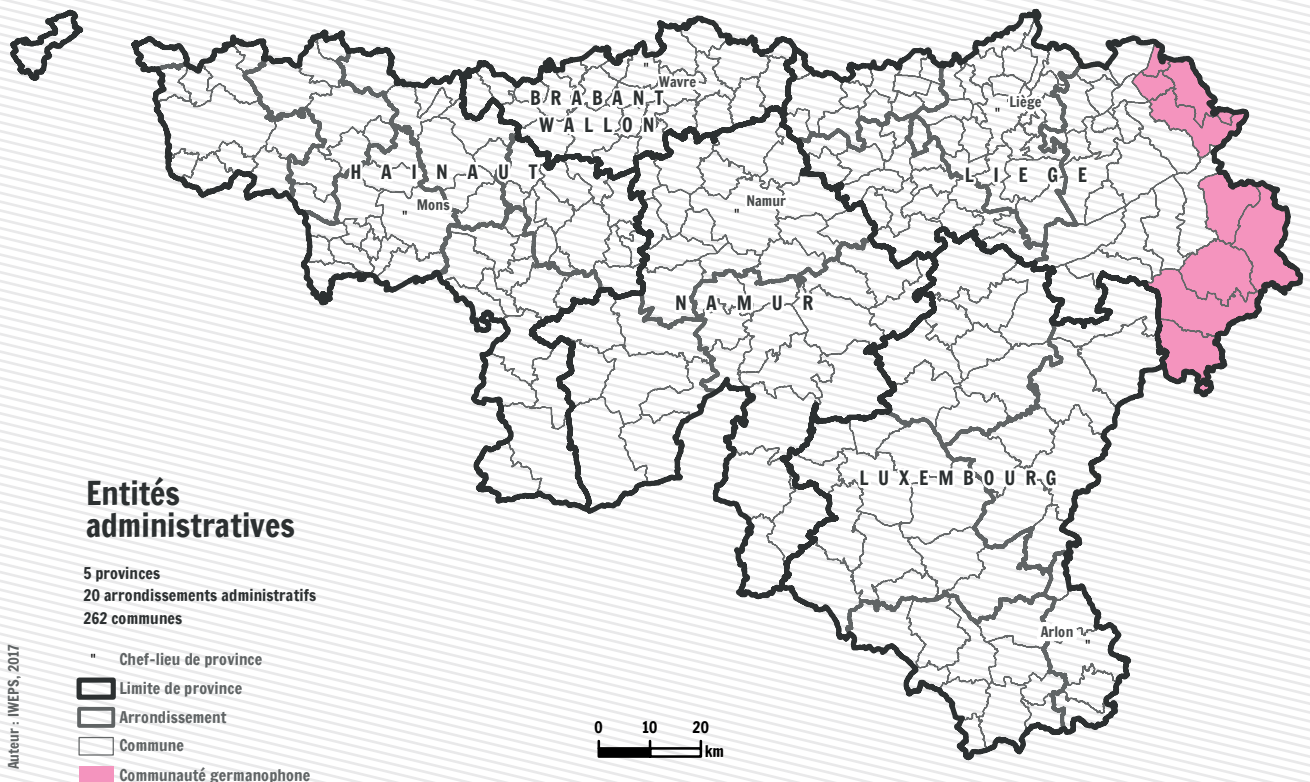 Wavre
BRABANT
WALLON
Liège
HAINAUT
LIEGE
Mons
Namur
NAMUR
LUXEMBOURG
Arlon
Entités
administratives
5 provinces
20 arrondissements administratifs
262 communes
" Chef-lieu de province
Limite de province
Arrondissement
Commune
Communauté germanophone
0 10 20
km
Auteur : IWEPS, 2017